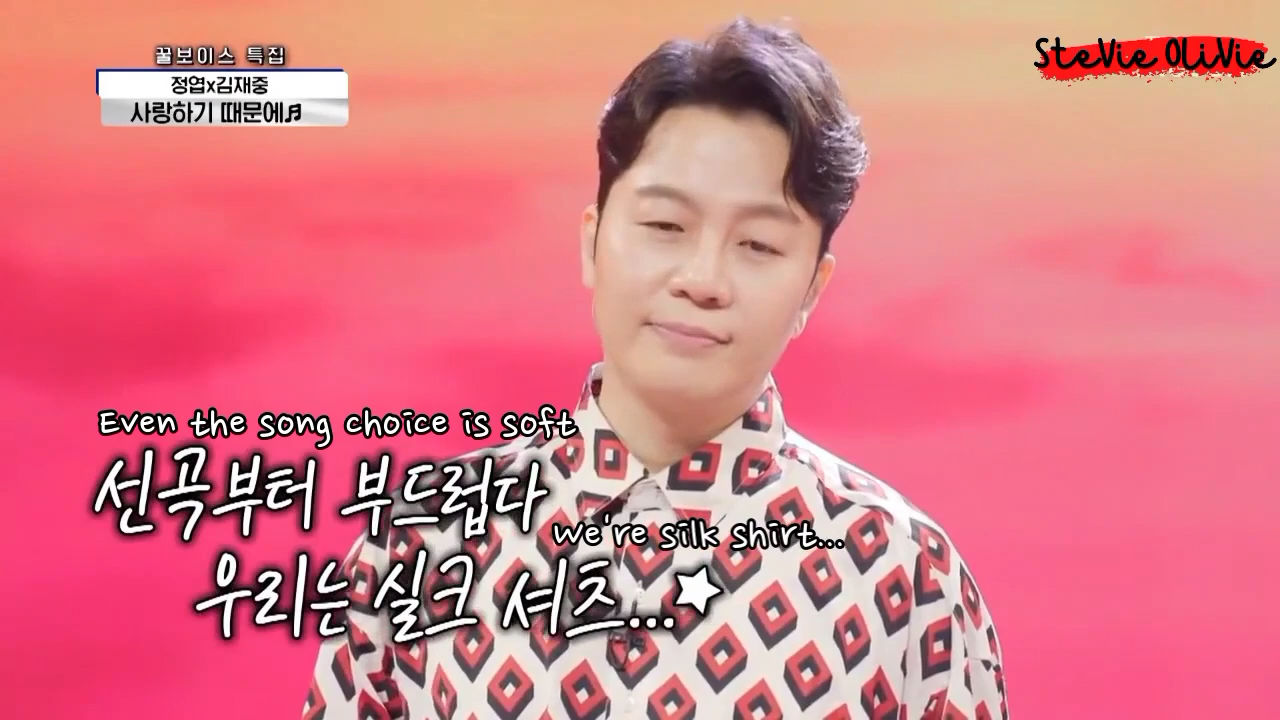 꿀보이스 특집
정엽x김재중
사랑하기 때문에♬
SteVie OliVie
Even the song choice is soft
선곡부터 부드럽다
we're silk shirt...
우리는 실크 셔츠...★